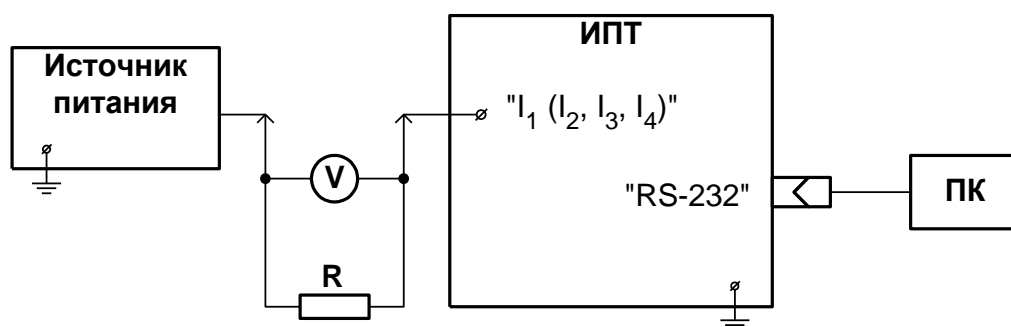 Источник
питания
V
R
ИПТ
"I₁ (I₂, I₃, I₄)"
"RS-232"
ПК